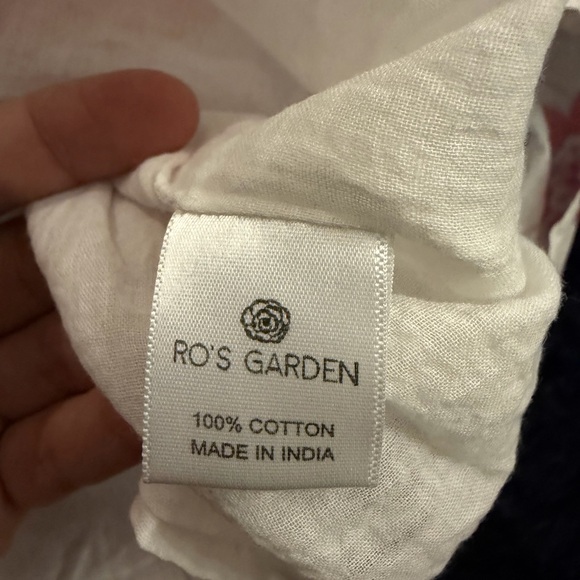 RO'S GARDEN
100% COTTON
MADE IN INDIA